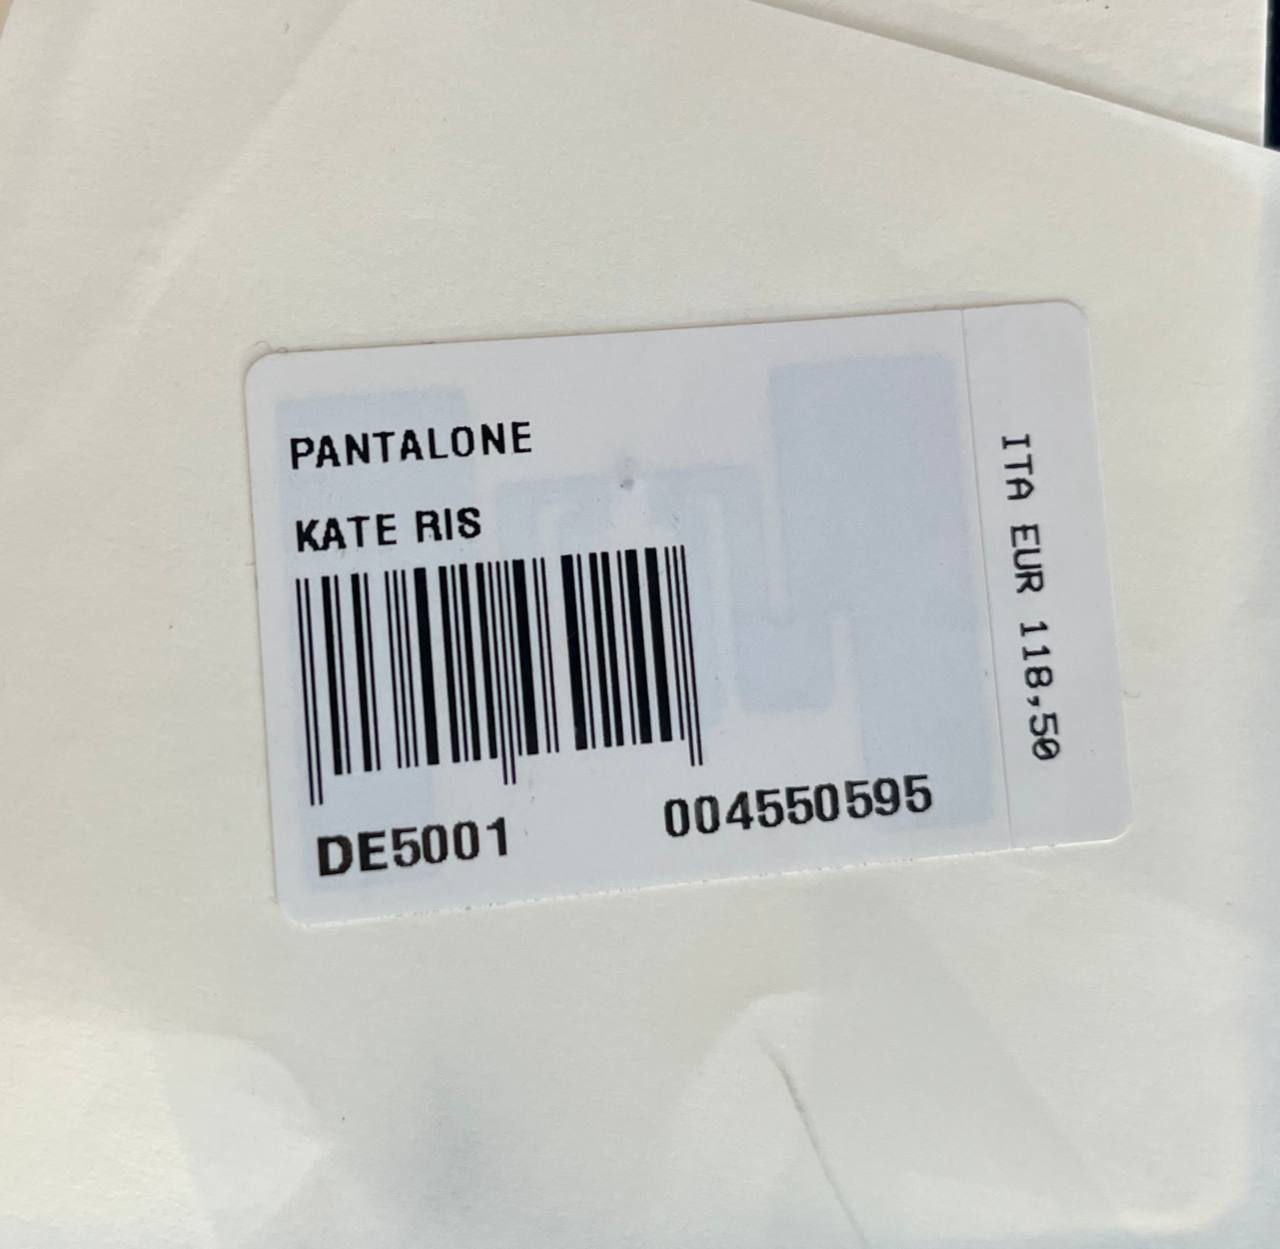 PANTALONE
KATE RIS
DE5001
004550595
ITA EUR 118,50